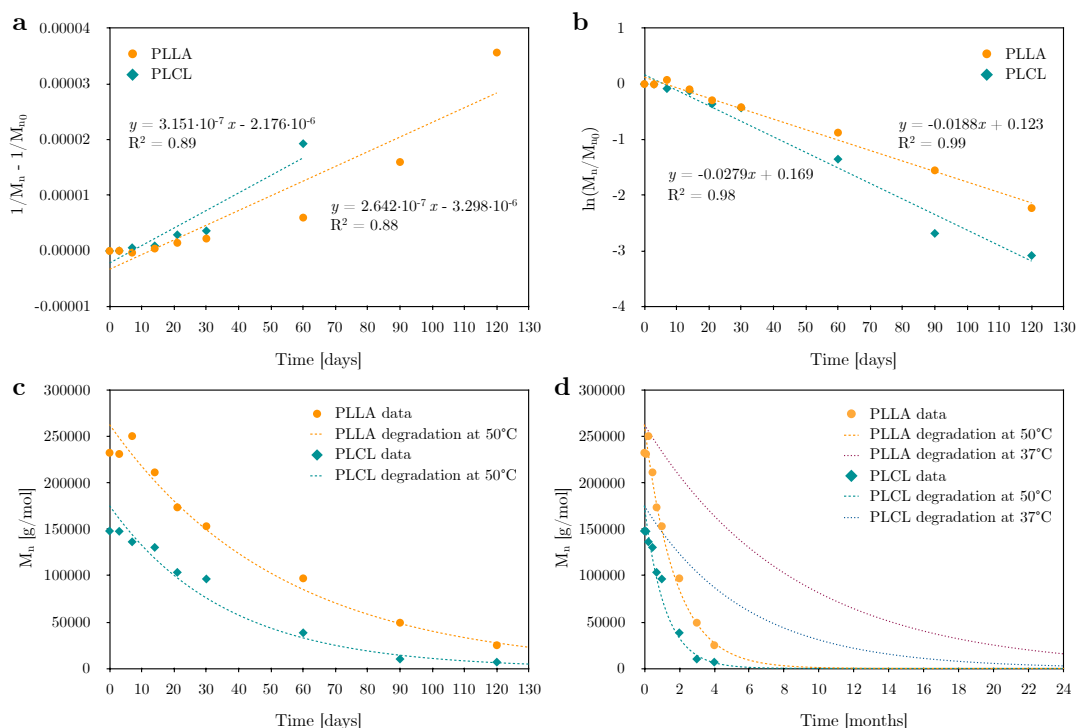 a
0.00004
0.00003
0.00002
0.00001
0.00000
-0.00001
1/Mₙ - 1/Mₙ₀
PLLA
PLCL
y = 3.151·10⁻⁷ x - 2.176·10⁻⁶
R² = 0.89
y = 2.642·10⁻⁷ x - 3.298·10⁻⁶
R² = 0.88
0 10 20 30 40 50 60 70 80 90 100 110 120 130
Time [days]
b
1
0
-1
-2
-3
-4
ln(Mₙ/Mₙ₀)
PLLA
PLCL
y = -0.0188x + 0.123
R² = 0.99
y = -0.0279x + 0.169
R² = 0.98
0 10 20 30 40 50 60 70 80 90 100 110 120 130
Time [days]
c
300000
250000
200000
150000
100000
50000
0
Mₙ [g/mol]
PLLA data
PLLA degradation at 50°C
PLCL data
PLCL degradation at 50°C
0 10 20 30 40 50 60 70 80 90 100 110 120 130
Time [days]
d
300000
250000
200000
150000
100000
50000
0
Mₙ [g/mol]
PLLA data
PLLA degradation at 50°C
PLLA degradation at 37°C
PLCL data
PLCL degradation at 50°C
PLCL degradation at 37°C
0 2 4 6 8 10 12 14 16 18 20 22 24
Time [months]